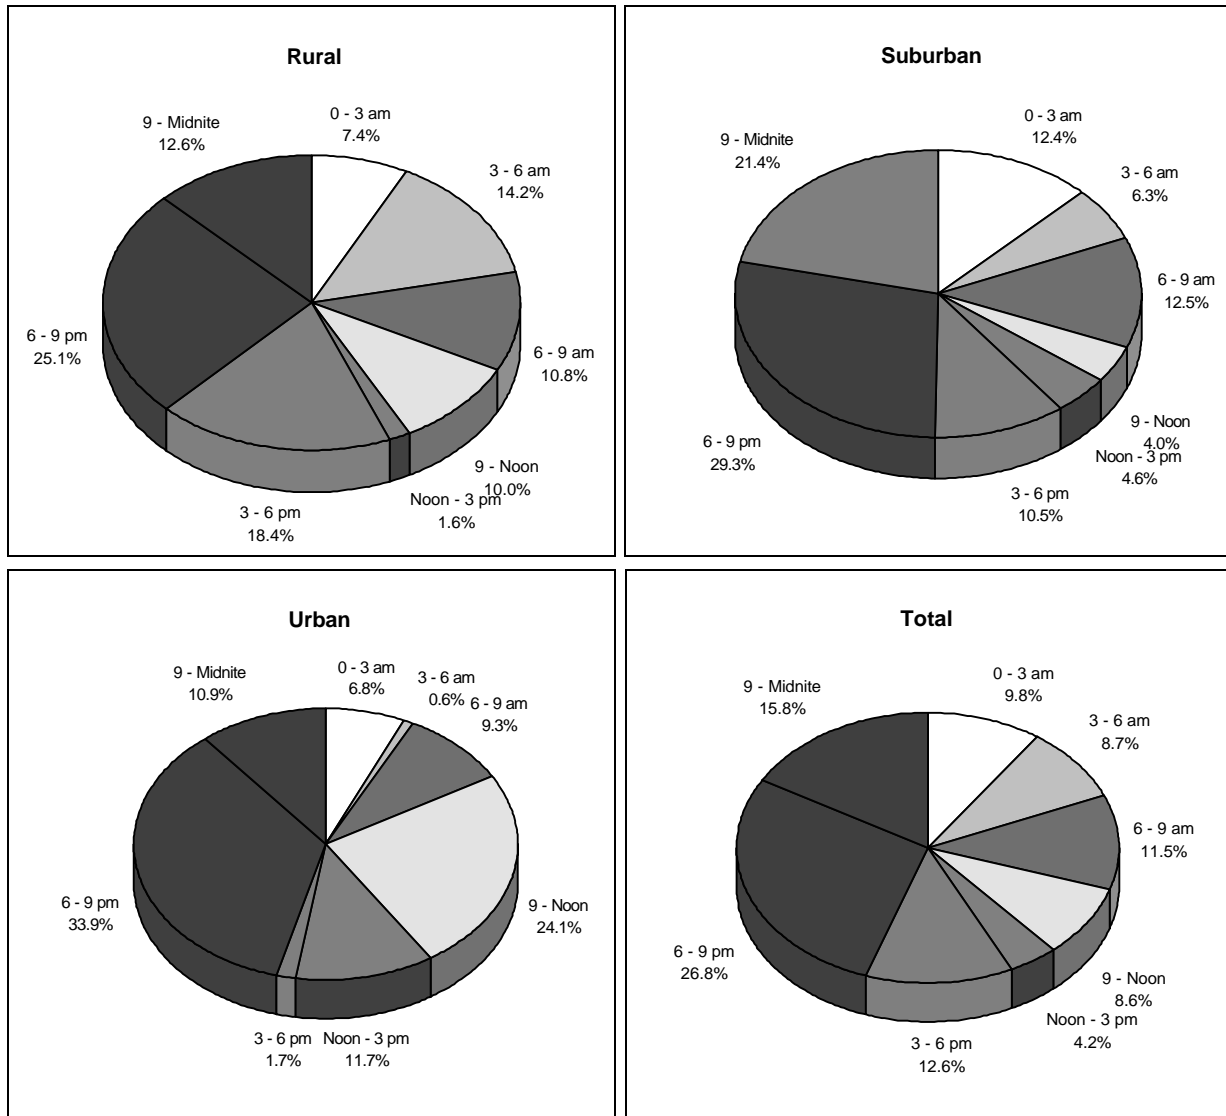 Rural
0 - 3 am
7.4%
3 - 6 am
14.2%
6 - 9 am
10.8%
9 - Noon
10.0%
Noon - 3 pm
1.6%
3 - 6 pm
18.4%
6 - 9 pm
25.1%
9 - Midnite
12.6%
Suburban
0 - 3 am
12.4%
3 - 6 am
6.3%
6 - 9 am
12.5%
9 - Noon
4.0%
Noon - 3 pm
4.6%
3 - 6 pm
10.5%
6 - 9 pm
29.3%
9 - Midnite
21.4%
Urban
0 - 3 am
6.8%
3 - 6 am
0.6%
6 - 9 am
9.3%
9 - Noon
24.1%
Noon - 3 pm
11.7%
3 - 6 pm
1.7%
6 - 9 pm
33.9%
9 - Midnite
10.9%
Total
0 - 3 am
9.8%
3 - 6 am
8.7%
6 - 9 am
11.5%
9 - Noon
8.6%
Noon - 3 pm
4.2%
3 - 6 pm
12.6%
6 - 9 pm
26.8%
9 - Midnite
15.8%